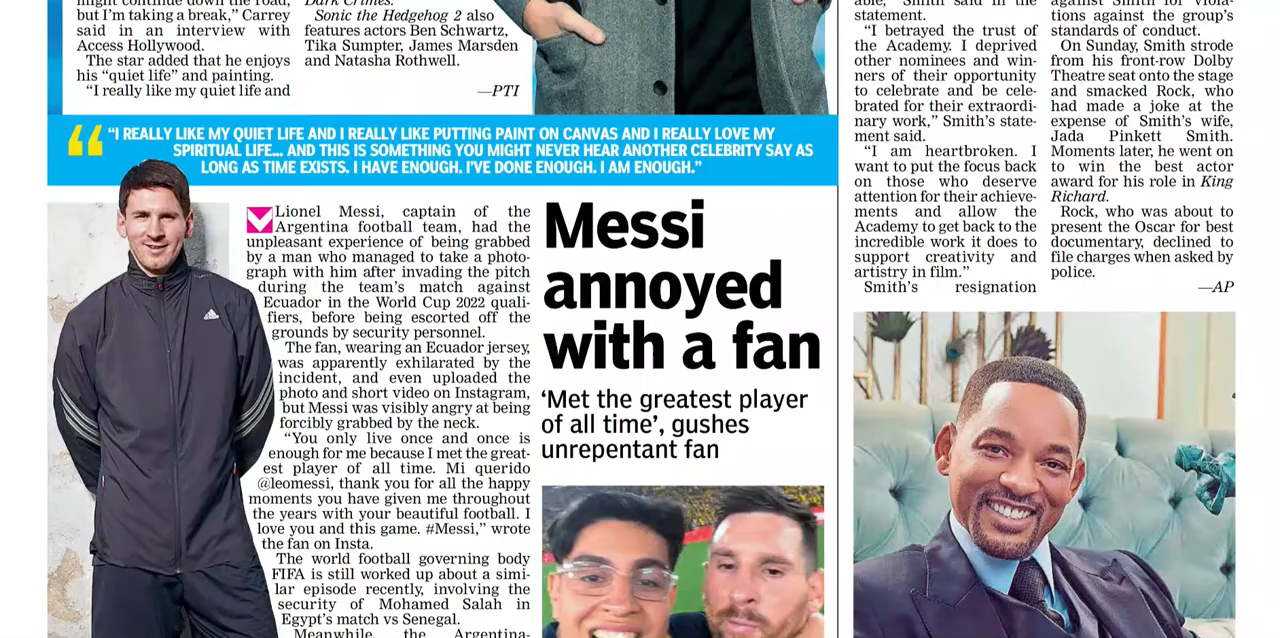 might continue down the road,
but I'm taking a break," Carrey
said in an interview with
Access Hollywood.
The star added that he enjoys
his "quiet life" and painting.
"I really like my quiet life and
Dark Crimes.
Sonic the Hedgehog 2 also
features actors Ben Schwartz,
Tika Sumpter, James Marsden
and Natasha Rothwell.
—PTI
"I REALLY LIKE MY QUIET LIFE AND I REALLY LIKE PUTTING PAINT ON CANVAS AND I REALLY LOVE MY
SPIRITUAL LIFE... AND THIS IS SOMETHING YOU MIGHT NEVER HEAR ANOTHER CELEBRITY SAY AS
LONG AS TIME EXISTS. I HAVE ENOUGH. I'VE DONE ENOUGH. I AM ENOUGH."
Messi
annoyed
with a fan
'Met the greatest player
of all time', gushes
unrepentant fan
Lionel Messi, captain of the
Argentina football team, had the
unpleasant experience of being grabbed
by a man who managed to take a photo-
graph with him after invading the pitch
during the team's match against
Ecuador in the World Cup 2022 quali-
fiers, before being escorted off the
grounds by security personnel.
The fan, wearing an Ecuador jersey,
was apparently exhilarated by the
incident, and even uploaded the
photo and short video on Instagram,
but Messi was visibly angry at being
forcibly grabbed by the neck.
"You only live once and once is
enough for me because I met the great-
est player of all time. Mi querido
@leomessi, thank you for all the happy
moments you have given me throughout
the years with your beautiful football. I
love you and this game. #Messi," wrote
the fan on Insta.
The world football governing body
FIFA is still worked up about a simi-
lar episode recently, involving the
security of Mohamed Salah in
Egypt's match vs Senegal.
Meanwhile, the Argentina-
adidas
able," Smith said in the
statement.
"I betrayed the trust of
the Academy. I deprived
other nominees and win-
ners of their opportunity
to celebrate and be cele-
brated for their extraordi-
nary work," Smith's state-
ment said.
"I am heartbroken. I
want to put the focus back
on those who deserve
attention for their achieve-
ments and allow the
Academy to get back to the
incredible work it does to
support creativity and
artistry in film."
Smith's resignation
against Smith for viola-
tions against the group's
standards of conduct.
On Sunday, Smith strode
from his front-row Dolby
Theatre seat onto the stage
and smacked Rock, who
had made a joke at the
expense of Smith's wife,
Jada Pinkett Smith.
Moments later, he went on
to win the best actor
award for his role in King
Richard.
Rock, who was about to
present the Oscar for best
documentary, declined to
file charges when asked by
police.
—AP